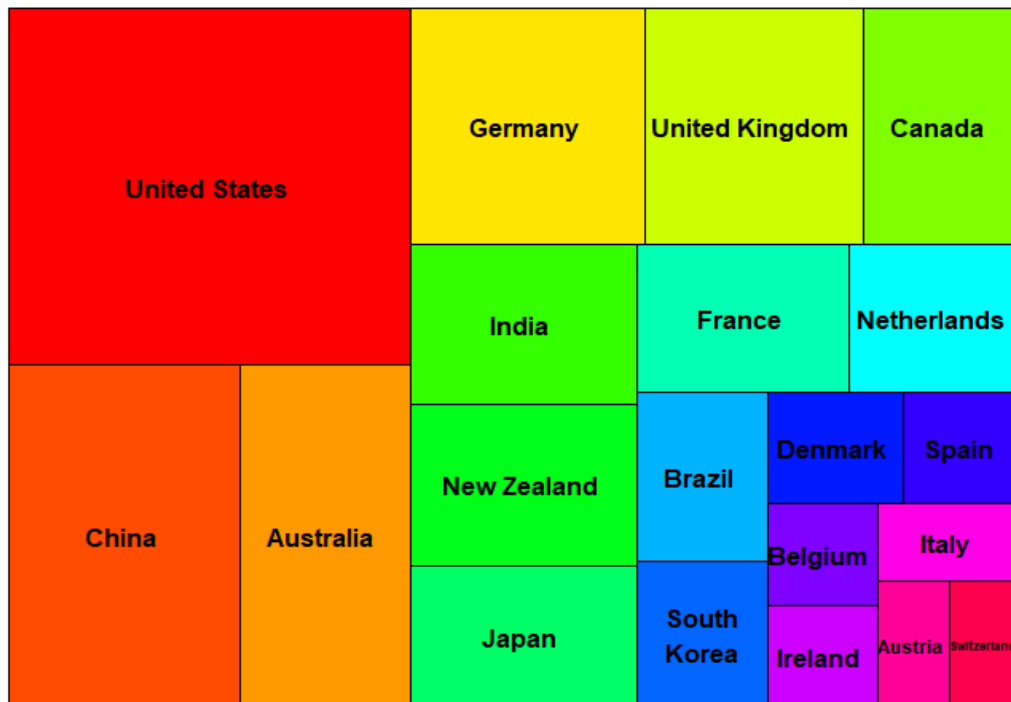 United States
Germany
United Kingdom
Canada
India
France
Netherlands
New Zealand
Brazil
Denmark
Spain
China
Australia
Belgium
Italy
Japan
South
Korea
Ireland
Austria
Switzerland